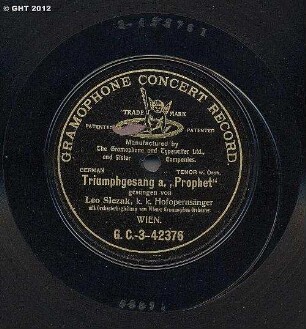 © GHT 2012
GRAMOPHONE CONCERT RECORD
TRADE MARK
PATENTED PATENTED
Manufactured by
The Gramophone and Typewriter Ltd.,
and Sister Companies.
GERMAN TENOR w. Orch.
Triumphgesang a. „Prophet“
gesungen von
Leo Slezak, k. k. Hofopernsänger
WIEN.
G. C.-3-42376